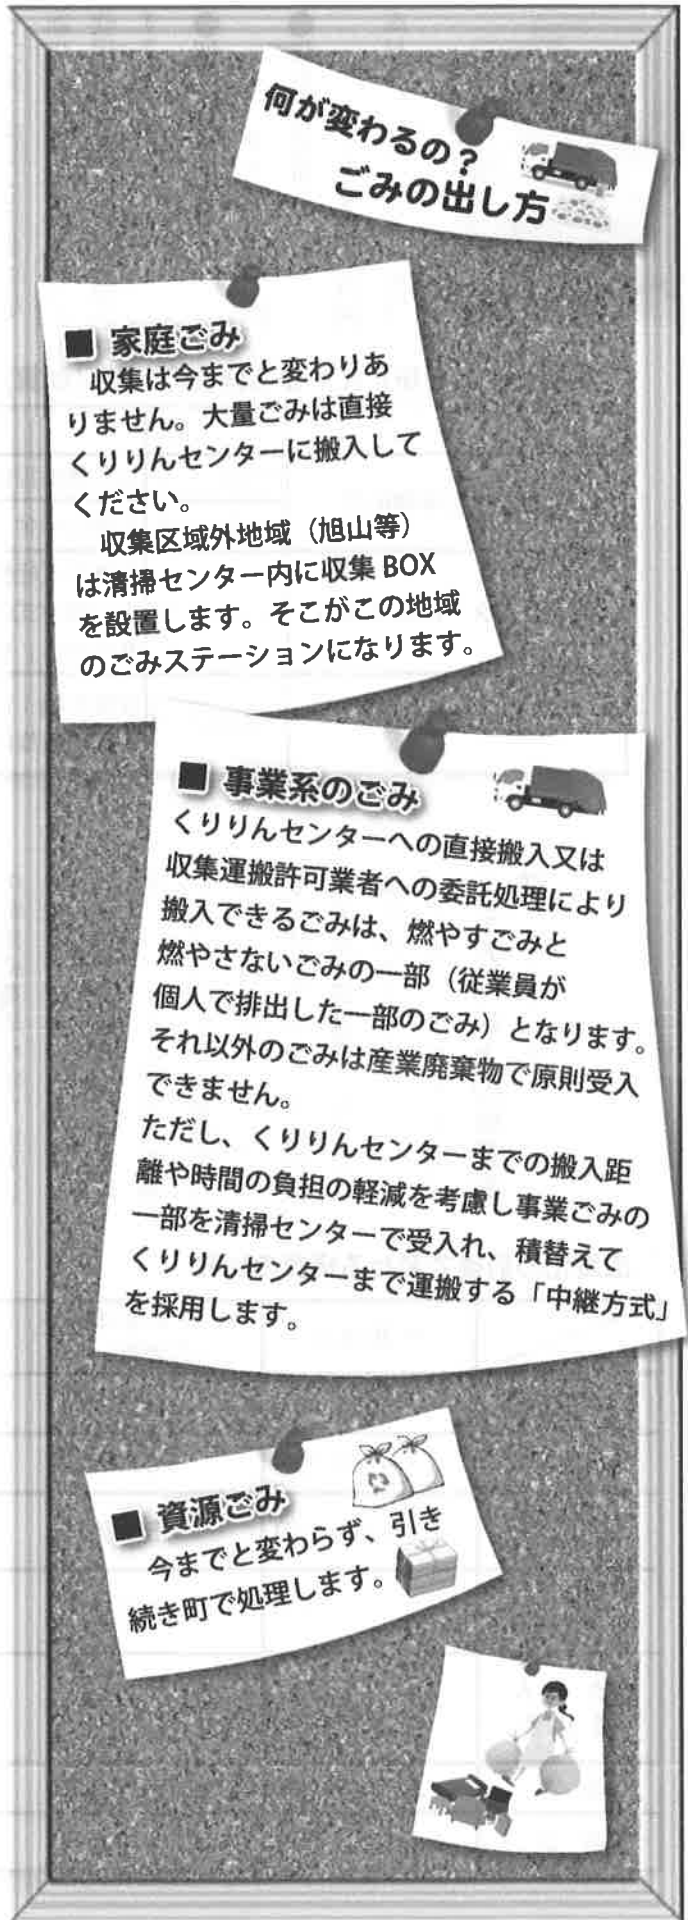 何が変わるの？
ごみの出し方
■ 家庭ごみ
収集は今までと変わりあ
りません。大量ごみは直接
くりりんセンターに搬入して
ください。
収集区域外地域（旭山等）
は清掃センター内に収集 BOX
を設置します。そこがこの地域
のごみステーションになります。
■ 事業系のごみ
くりりんセンターへの直接搬入又は
収集運搬許可業者への委託処理により
搬入できるごみは、燃やすごみと
燃やさないごみの一部（従業員が
個人で排出した一部のごみ）となります。
それ以外のごみは産業廃棄物で原則受入
できません。
ただし、くりりんセンターまでの搬入距
離や時間の負担の軽減を考慮し事業ごみの
一部を清掃センターで受入れ、積替えて
くりりんセンターまで運搬する「中継方式」
を採用します。
■ 資源ごみ
今までと変わらず、引き
続き町で処理します。